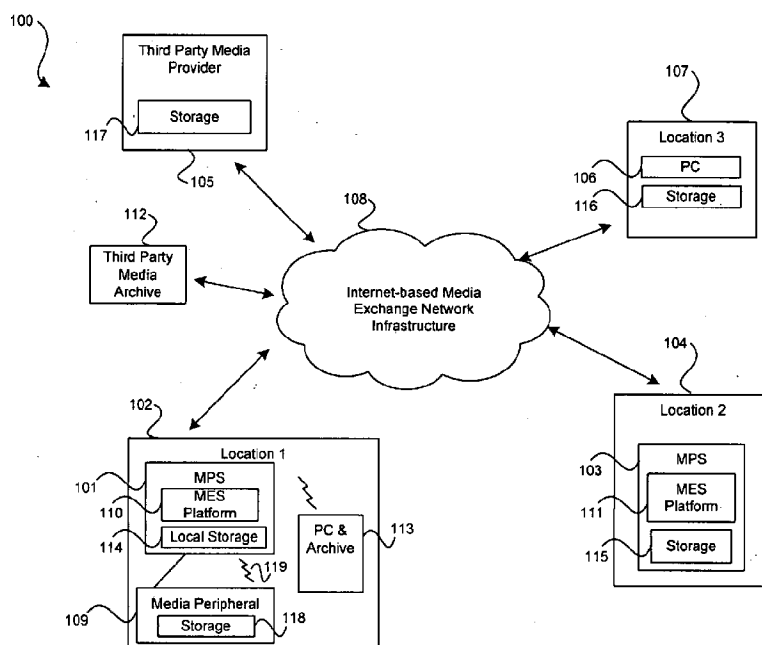 100
Third Party Media
Provider
Storage
117
105
107
Location 3
106
PC
116
Storage
112
Third Party
Media
Archive
108
Internet-based Media
Exchange Network
Infrastructure
104
Location 2
103
MPS
111
MES
Platform
115
Storage
102
Location 1
101
MPS
110
MES
Platform
114
Local Storage
PC &
Archive
113
119
109
Media Peripheral
Storage
118